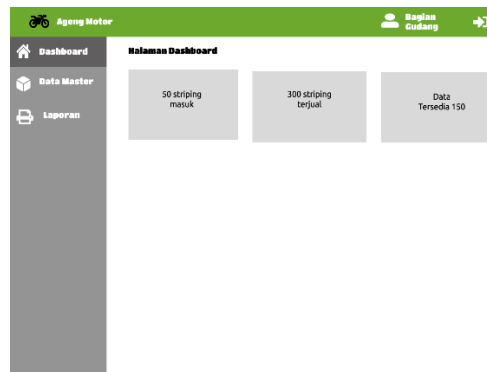 Ageng Motor
Bagian
Gudang
Dashboard
Halaman Dashboard
Data Master
Laporan
50 striping
masuk
300 striping
terjual
Data
Tersedia 150